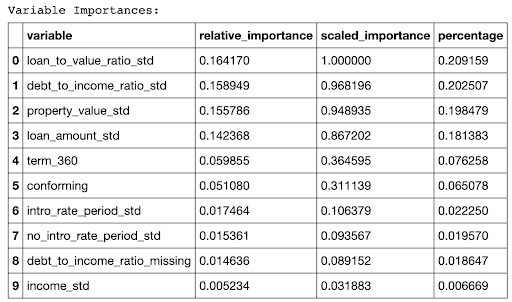 Variable Importances:
variable relative_importance scaled_importance percentage
0 loan_to_value_ratio_std 0.164170 1.000000 0.209159
1 debt_to_income_ratio_std 0.158949 0.968196 0.202507
2 property_value_std 0.155786 0.948935 0.198479
3 loan_amount_std 0.142368 0.867202 0.181383
4 term_360 0.059855 0.364595 0.076258
5 conforming 0.051080 0.311139 0.065078
6 intro_rate_period_std 0.017464 0.106379 0.022250
7 no_intro_rate_period_std 0.015361 0.093567 0.019570
8 debt_to_income_ratio_missing 0.014636 0.089152 0.018647
9 income_std 0.005234 0.031883 0.006669